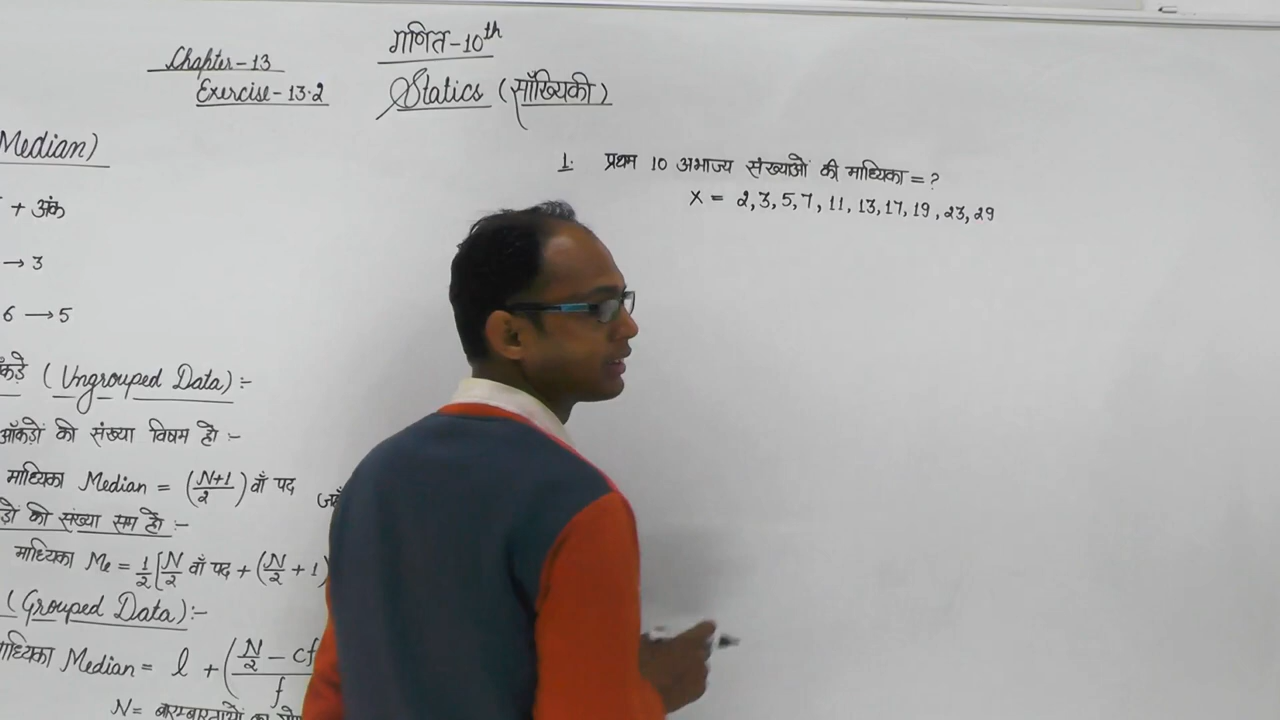 गणित-10th
Chapter-13
Exercise-13.2
Statics (साँख्यिकी)
Median)
+ अंक
→ 3
6 → 5
(Ungrouped Data):-
आँकड़ों की संख्या विषम हो :-
माध्यिका Median = (N+1/2) वाँ पद
की संख्या सम हो :-
माध्यिका Me = 1/2 [N/2 वाँ पद + (N/2 + 1)
(Grouped Data):-
माध्यिका Median = l + (N/2 - cf / f
N = बारम्बारताओं का
1. प्रथम 10 अभाज्य संख्याओं की माध्यिका = ?
X = 2, 3, 5, 7, 11, 13, 17, 19, 23, 29